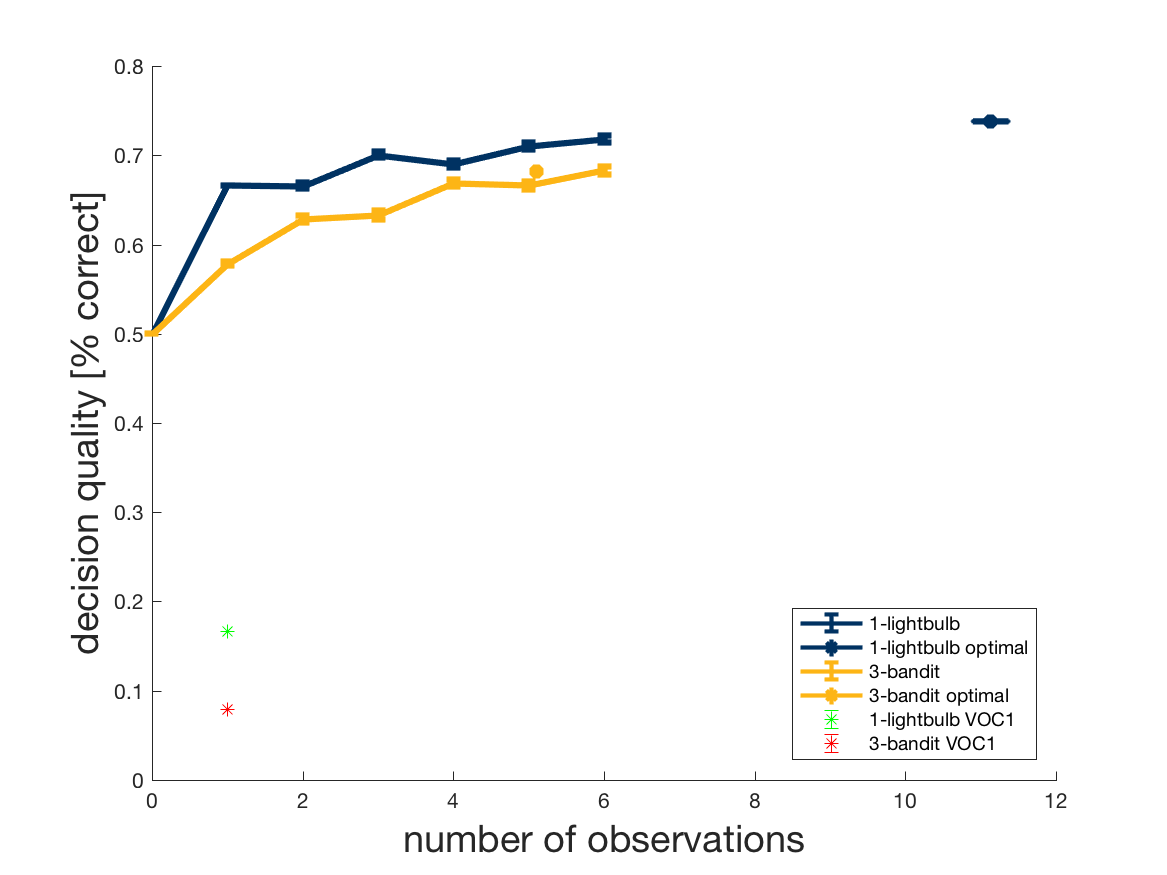 decision quality [% correct]
0.8
0.7
0.6
0.5
0.4
0.3
0.2
0.1
0
0 2 4 6 8 10 12
number of observations
1-lightbulb
1-lightbulb optimal
3-bandit
3-bandit optimal
1-lightbulb VOC1
3-bandit VOC1